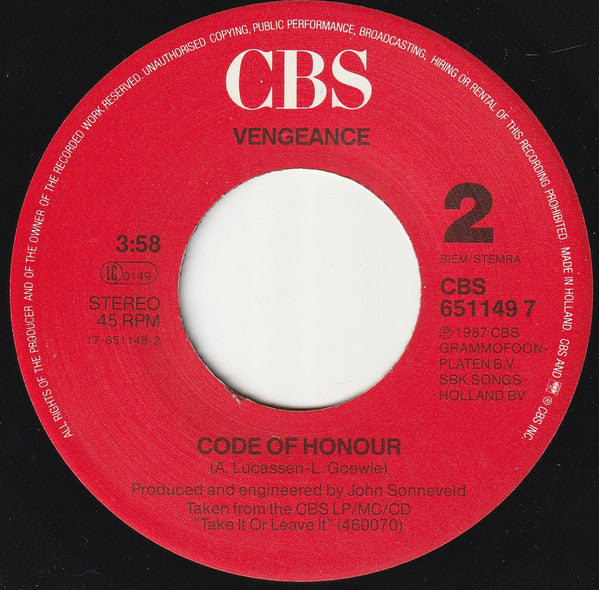 ALL RIGHTS OF THE PRODUCER AND OF THE OWNER OF THE RECORDED WORK RESERVED. UNAUTHORISED COPYING, PUBLIC PERFORMANCE, BROADCASTING, HIRING OR RENTAL OF THIS RECORDING PROHIBITED. MADE IN HOLLAND. CBS AND ® CBS INC.
CBS
VENGEANCE
2
BIEM/STEMRA
3:58
LC 0149
STEREO
45 RPM
17-651149-2
CBS
651149 7
℗ 1987 CBS
GRAMMOFOON-
PLATEN B.V.
SBK SONGS
HOLLAND BV
CODE OF HONOUR
(A. Lucassen-L. Goewie)
Produced and engineered by John Sonneveld
Taken from the CBS LP/MC/CD
"Take It Or Leave It" (460070)